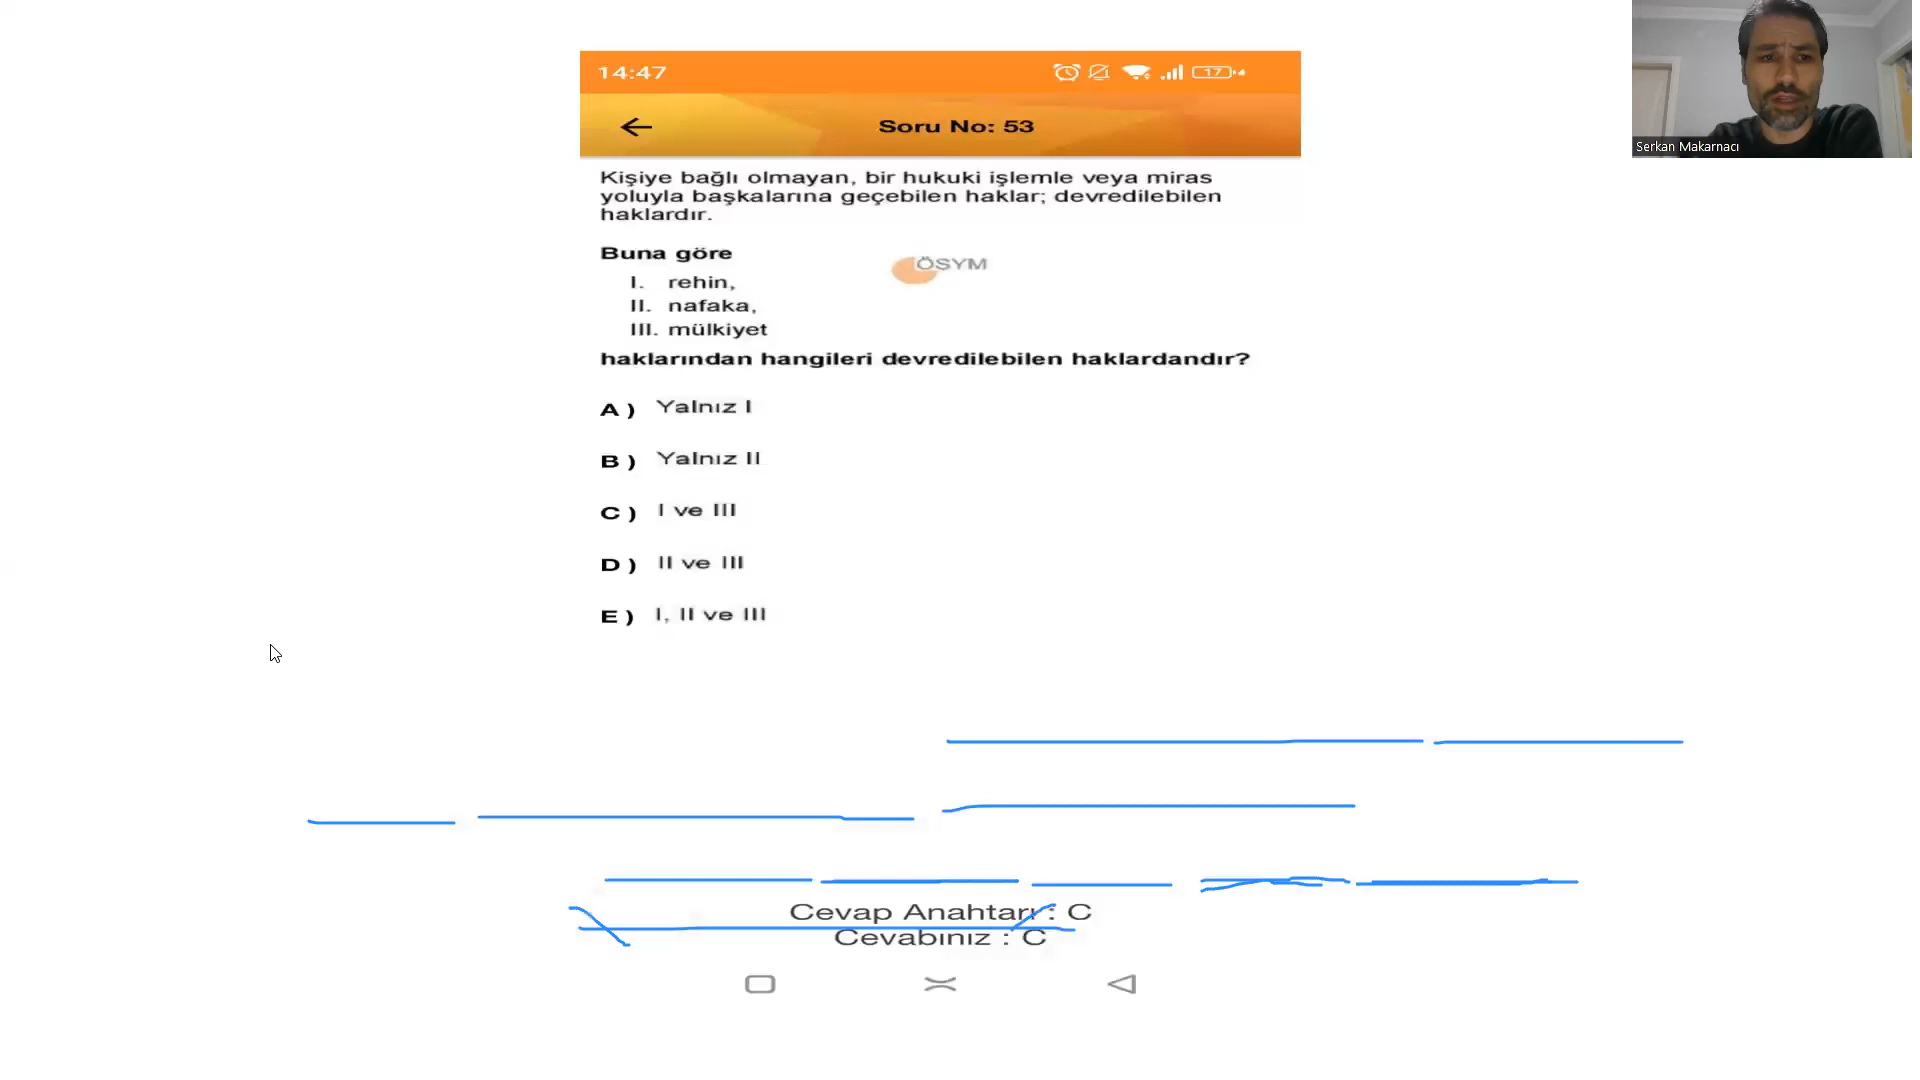 14:47
17
Soru No: 53
Serkan Makarnacı
Kişiye bağlı olmayan, bir hukuki işlemle veya miras
yoluyla başkalarına geçebilen haklar; devredilebilen
haklardır.
Buna göre
ÖSYM
I. rehin,
II. nafaka,
III. mülkiyet
haklarından hangileri devredilebilen haklardandır?
A ) Yalnız I
B ) Yalnız II
C ) I ve III
D ) II ve III
E ) I, II ve III
Cevap Anahtarı : C
Cevabınız : C